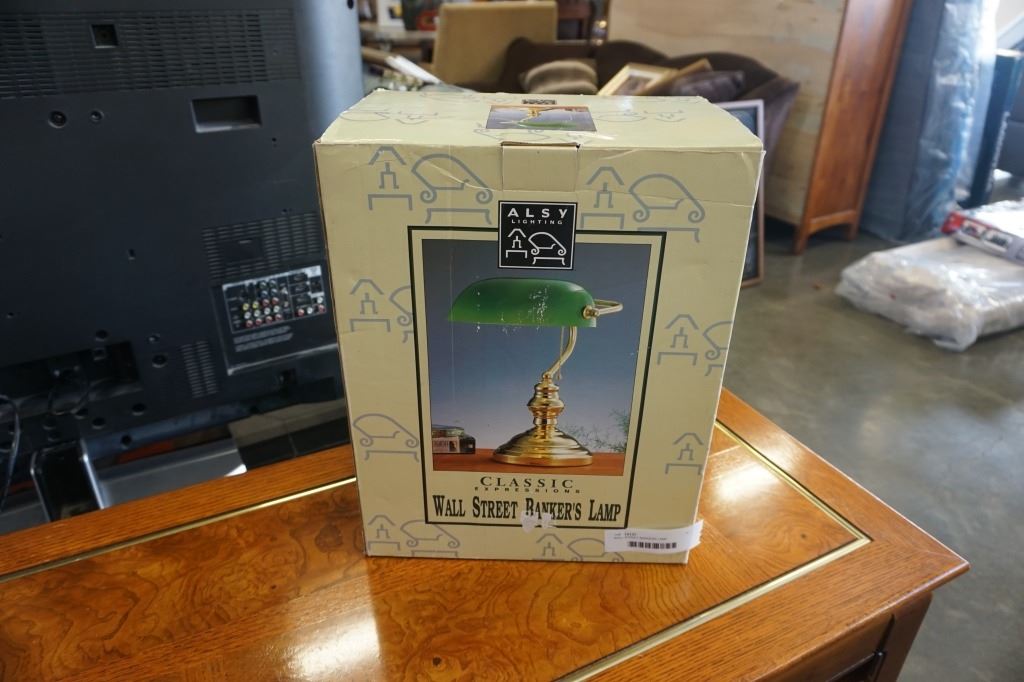 ALSY
LIGHTING
CLASSIC
EXPRESSIONS
WALL STREET BANKER'S LAMP